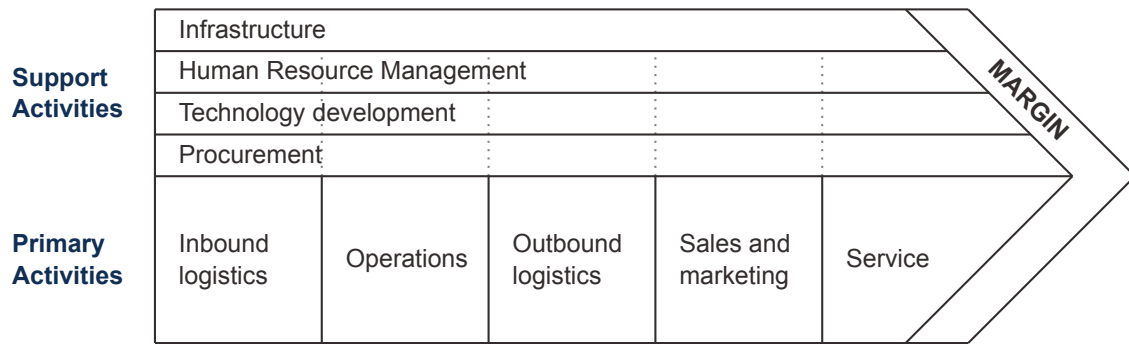 Infrastructure
Support
Activities
Human Resource Management
Technology development
Procurement
MARGIN
Primary
Activities
Inbound
logistics
Operations
Outbound
logistics
Sales and
marketing
Service